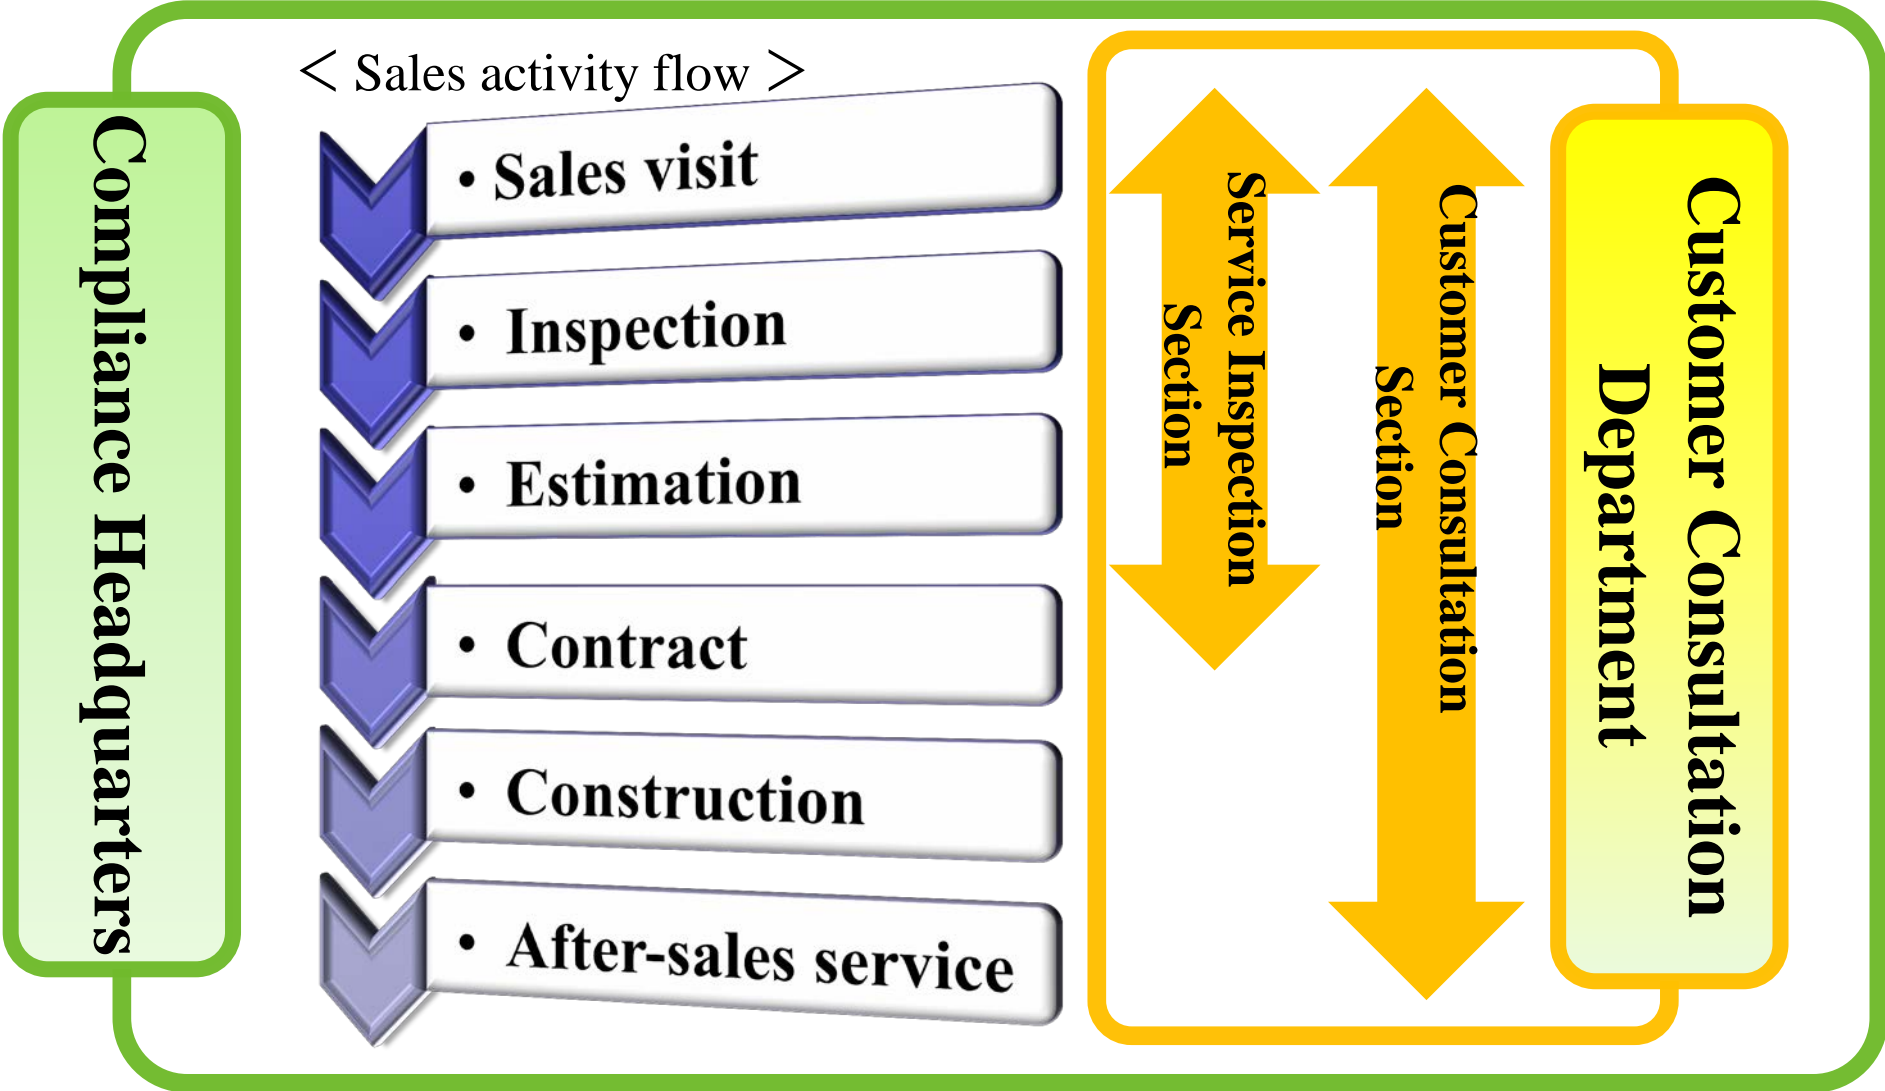 < Sales activity flow >
Compliance Headquarters
• Sales visit
• Inspection
• Estimation
• Contract
• Construction
• After-sales service
Service Inspection
Section
Customer Consultation
Section
Customer Consultation
Department